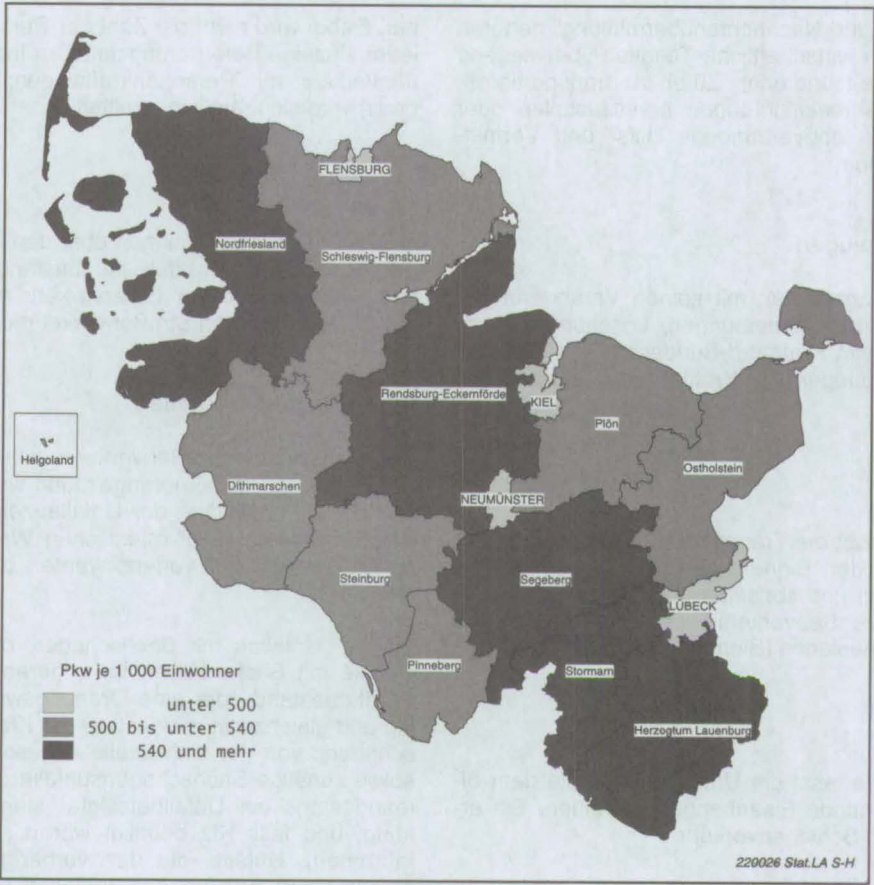 FLENSBURG
Nordfriesland
Schleswig-Flensburg
Rendsburg-Eckernförde
KIEL
Plön
Helgoland
Ostholstein
Dithmarschen
NEUMÜNSTER
Steinburg
Segeberg
LÜBECK
Pinneberg
Stormarn
Herzogtum Lauenburg
Pkw je 1 000 Einwohner
unter 500
500 bis unter 540
540 und mehr
220026 Stat.LA S-H